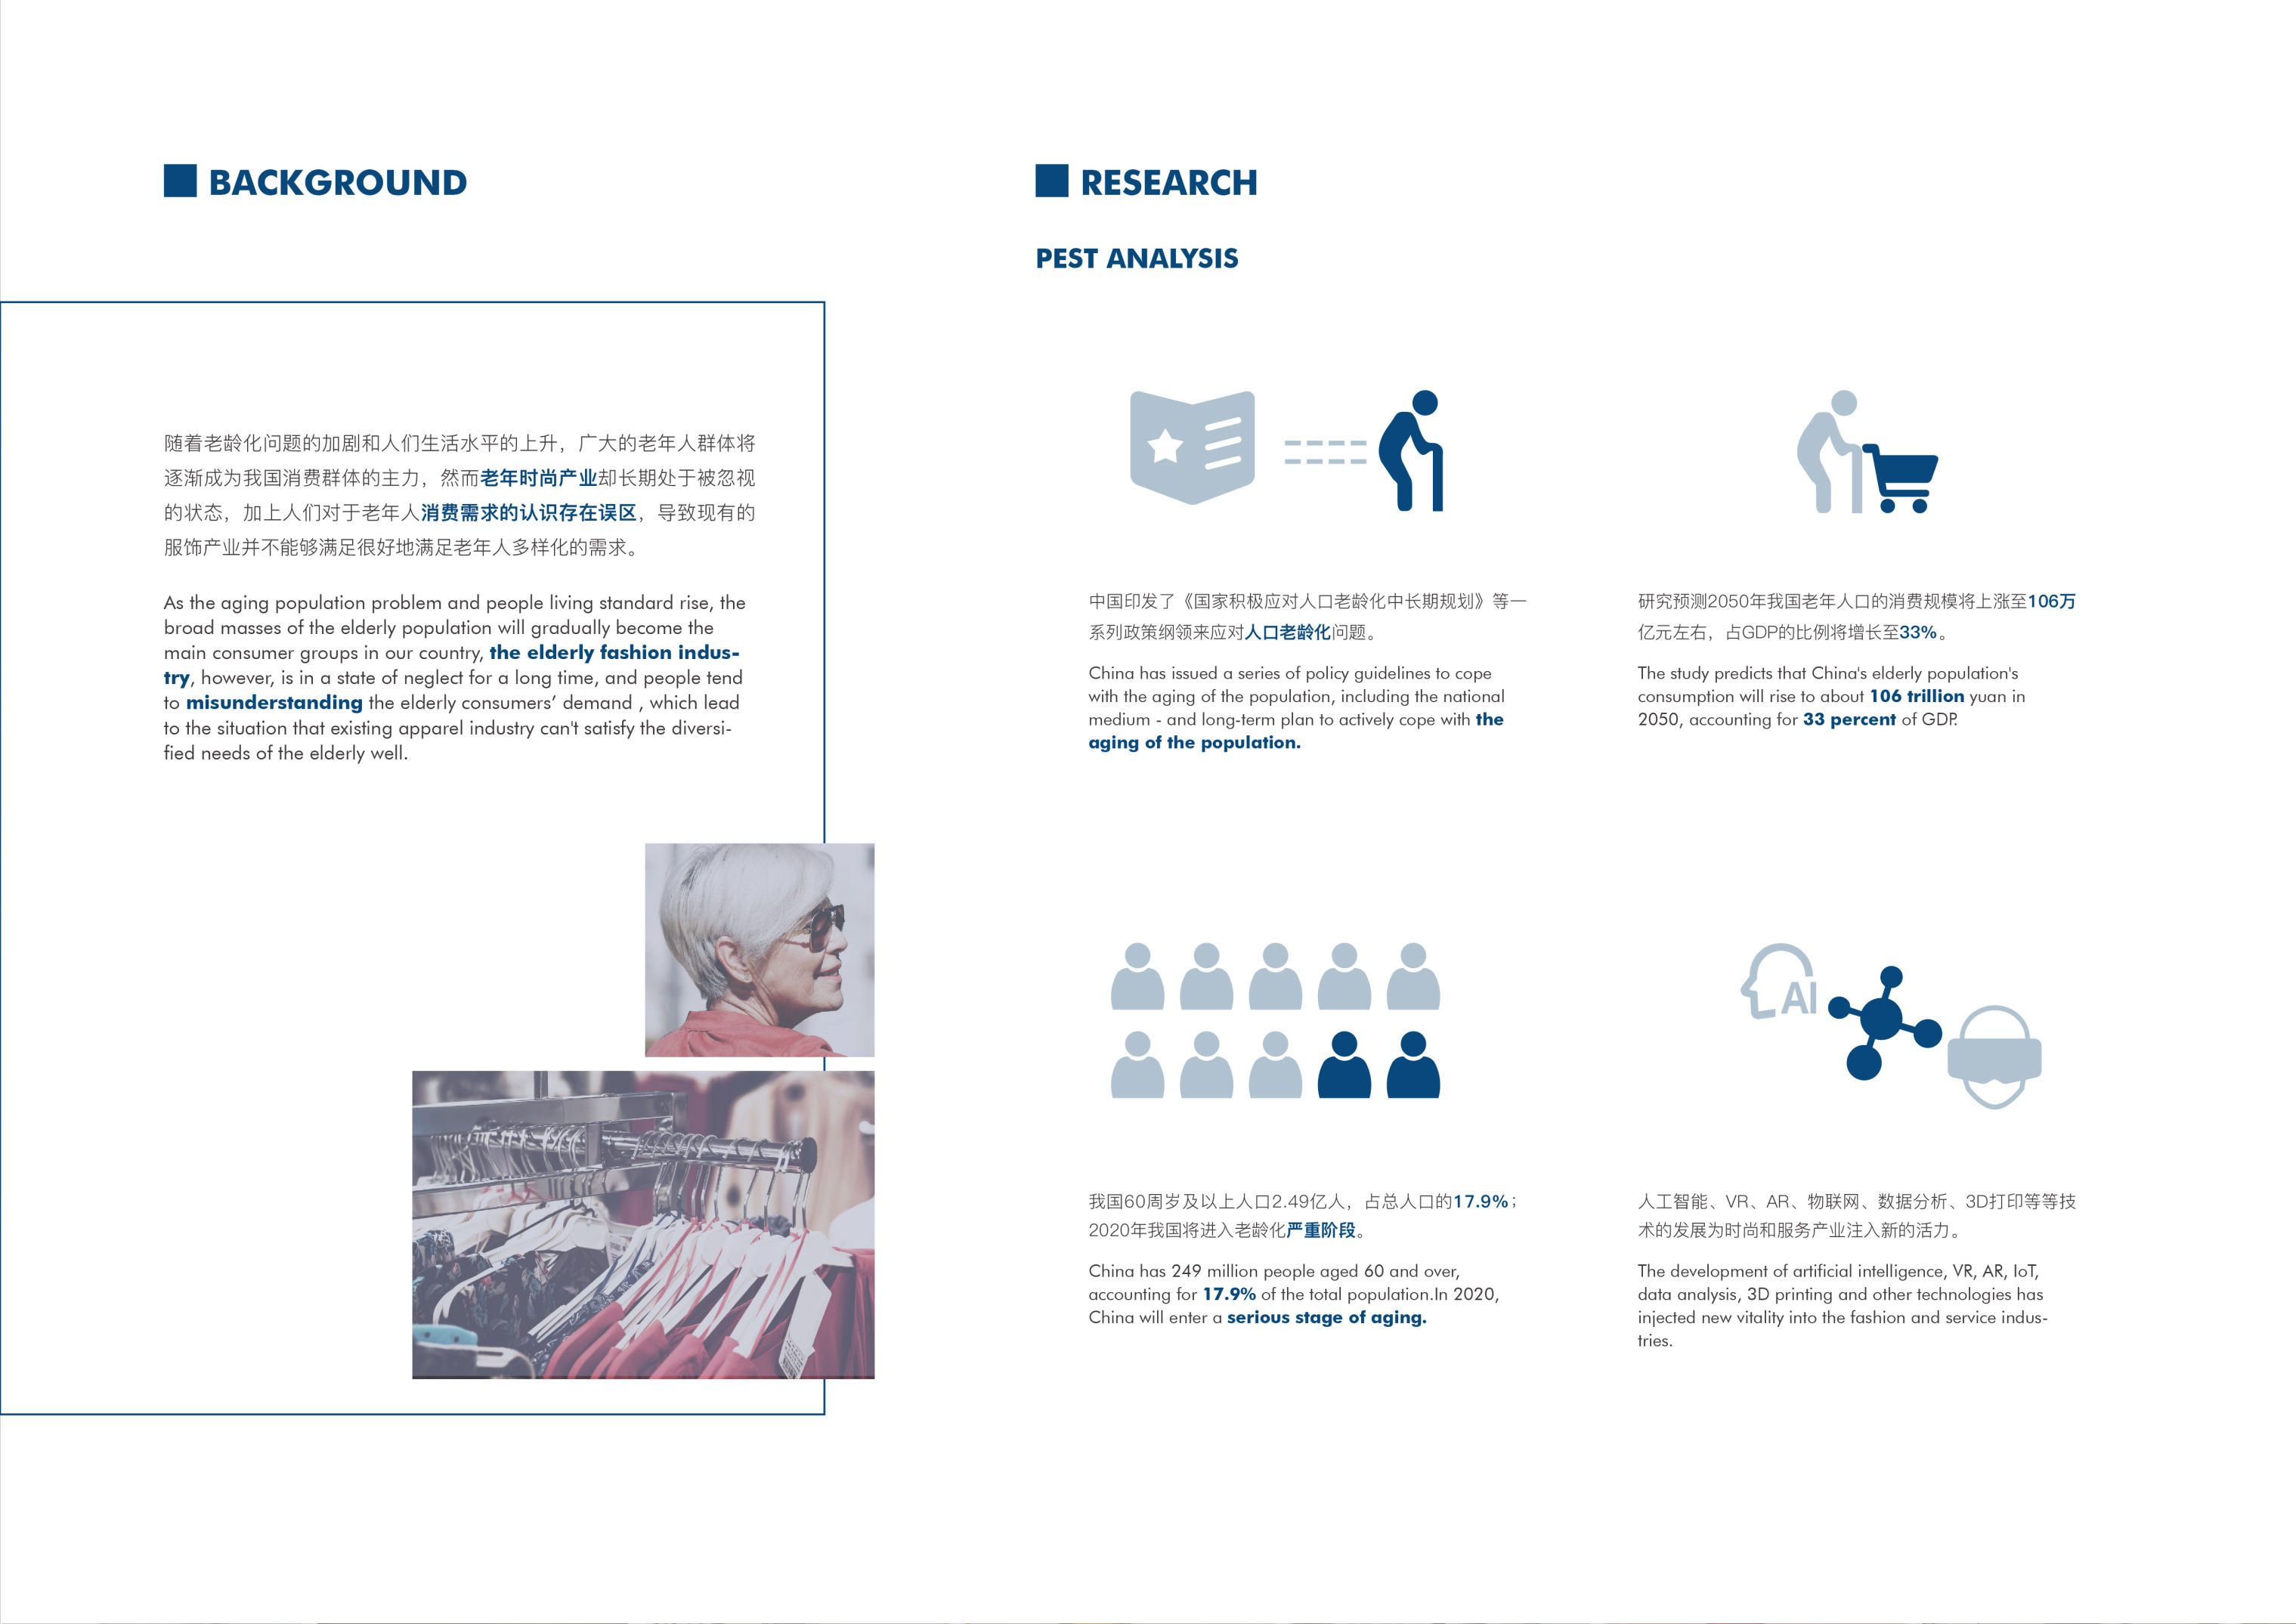 BACKGROUND
随着老龄化问题的加剧和人们生活水平的上升，广大的老年人群体将
逐渐成为我国消费群体的主力，然而老年时尚产业却长期处于被忽视
的状态，加上人们对于老年人消费需求的认识存在误区，导致现有的
服饰产业并不能够满足很好地满足老年人多样化的需求。
As the aging population problem and people living standard rise, the
broad masses of the elderly population will gradually become the
main consumer groups in our country, the elderly fashion indus-
try, however, is in a state of neglect for a long time, and people tend
to misunderstanding the elderly consumers’ demand , which lead
to the situation that existing apparel industry can't satisfy the diversi-
fied needs of the elderly well.
RESEARCH
PEST ANALYSIS
中国印发了《国家积极应对人口老龄化中长期规划》等一
系列政策纲领来应对人口老龄化问题。
China has issued a series of policy guidelines to cope
with the aging of the population, including the national
medium - and long-term plan to actively cope with the
aging of the population.
研究预测2050年我国老年人口的消费规模将上涨至106万
亿元左右，占GDP的比例将增长至33%。
The study predicts that China's elderly population's
consumption will rise to about 106 trillion yuan in
2050, accounting for 33 percent of GDP.
我国60周岁及以上人口2.49亿人，占总人口的17.9%；
2020年我国将进入老龄化严重阶段。
China has 249 million people aged 60 and over,
accounting for 17.9% of the total population.In 2020,
China will enter a serious stage of aging.
AI
人工智能、VR、AR、物联网、数据分析、3D打印等等技
术的发展为时尚和服务产业注入新的活力。
The development of artificial intelligence, VR, AR, IoT,
data analysis, 3D printing and other technologies has
injected new vitality into the fashion and service indus-
tries.